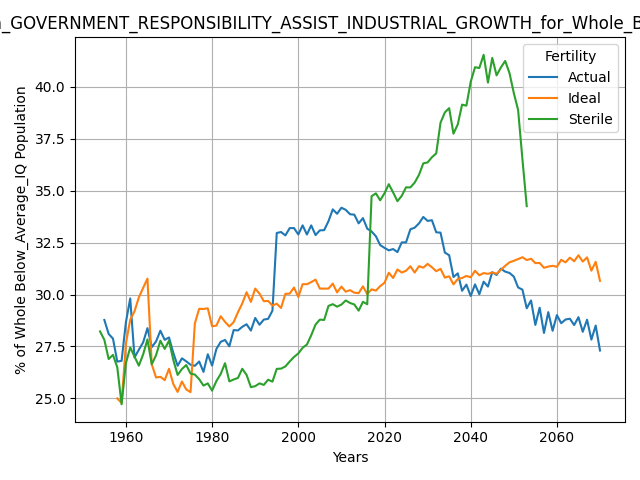 GOVERNMENT_RESPONSIBILITY_ASSIST_INDUSTRIAL_GROWTH_for_Whole_B
Fertility
Actual
Ideal
Sterile
% of Whole Below_Average_IQ Population
40.0
37.5
35.0
32.5
30.0
27.5
25.0
1960 1980 2000 2020 2040 2060
Years